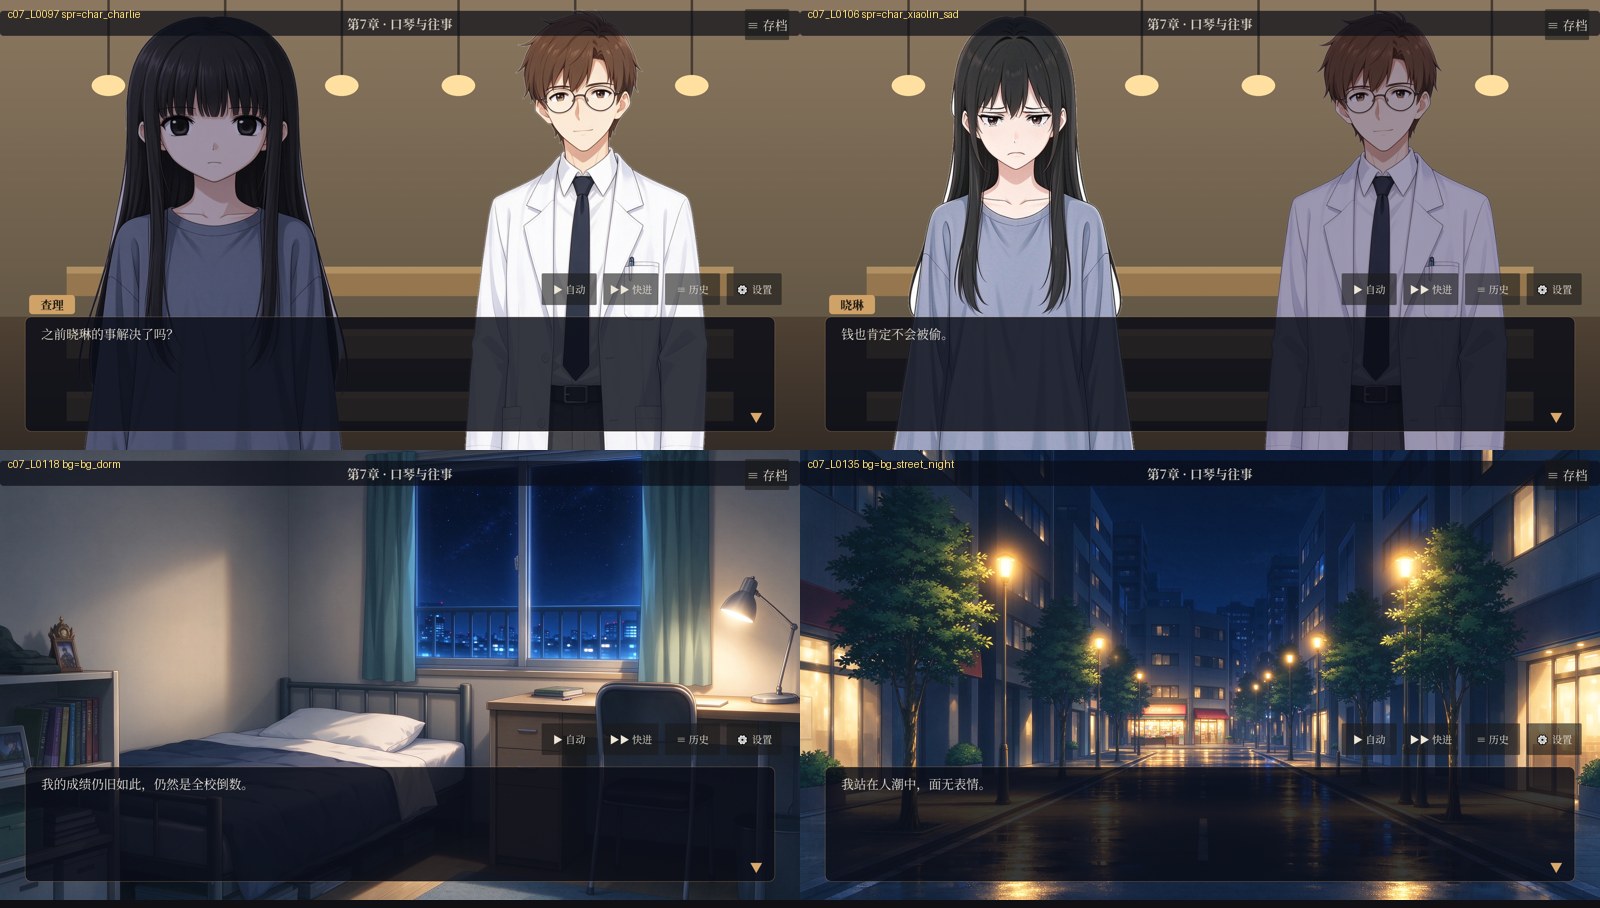 c07_L0097 spr=char_charlie
第7章·口琴与往事
≡ 存档
▶ 自动
▶▶ 快进
≡ 历史
设置
查理
之前晓琳的事解决了吗?
c07_L0106 spr=char_xiaolin_sad
第7章·口琴与往事
≡ 存档
▶ 自动
▶▶ 快进
≡ 历史
设置
晓琳
钱也肯定不会被偷。
c07_L0118 bg=bg_dorm
第7章·口琴与往事
≡ 存档
▶ 自动
▶▶ 快进
≡ 历史
设置
我的成绩仍旧如此，仍然是全校倒数。
c07_L0135 bg=bg_street_night
第7章·口琴与往事
≡ 存档
▶ 自动
▶▶ 快进
≡ 历史
设置
我站在人潮中，面无表情。